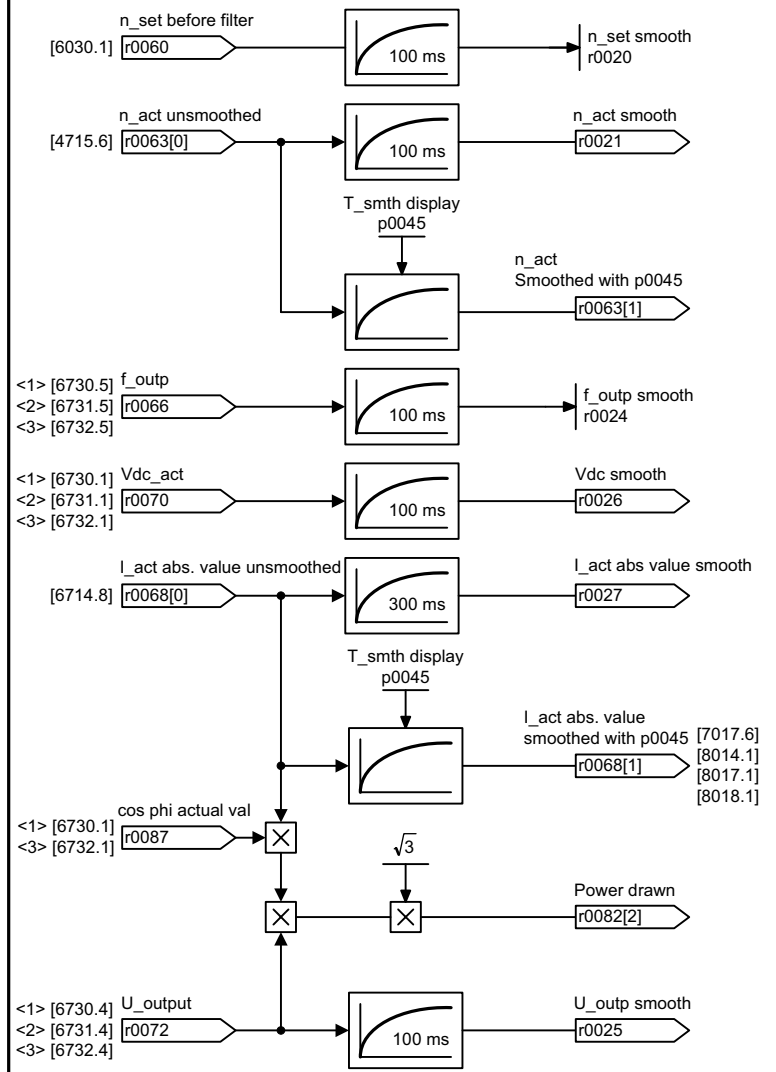 n_set before filter
[6030.1] r0060
100 ms
n_set smooth
r0020
n_act unsmoothed
[4715.6] r0063[0]
100 ms
n_act smooth
r0021
T_smth display
p0045
n_act
Smoothed with p0045
r0063[1]
<1> [6730.5] f_outp
<2> [6731.5] r0066
<3> [6732.5]
100 ms
f_outp smooth
r0024
<1> [6730.1] Vdc_act
<2> [6731.1] r0070
<3> [6732.1]
100 ms
Vdc smooth
r0026
I_act abs. value unsmoothed
[6714.8] r0068[0]
300 ms
I_act abs value smooth
r0027
T_smth display
p0045
I_act abs. value
smoothed with p0045
r0068[1]
[7017.6]
[8014.1]
[8017.1]
[8018.1]
cos phi actual val
<1> [6730.1]
<3> [6732.1]
r0087
×
√3
×
×
Power drawn
r0082[2]
<1> [6730.4] U_output
<2> [6731.4] r0072
<3> [6732.4]
100 ms
U_outp smooth
r0025